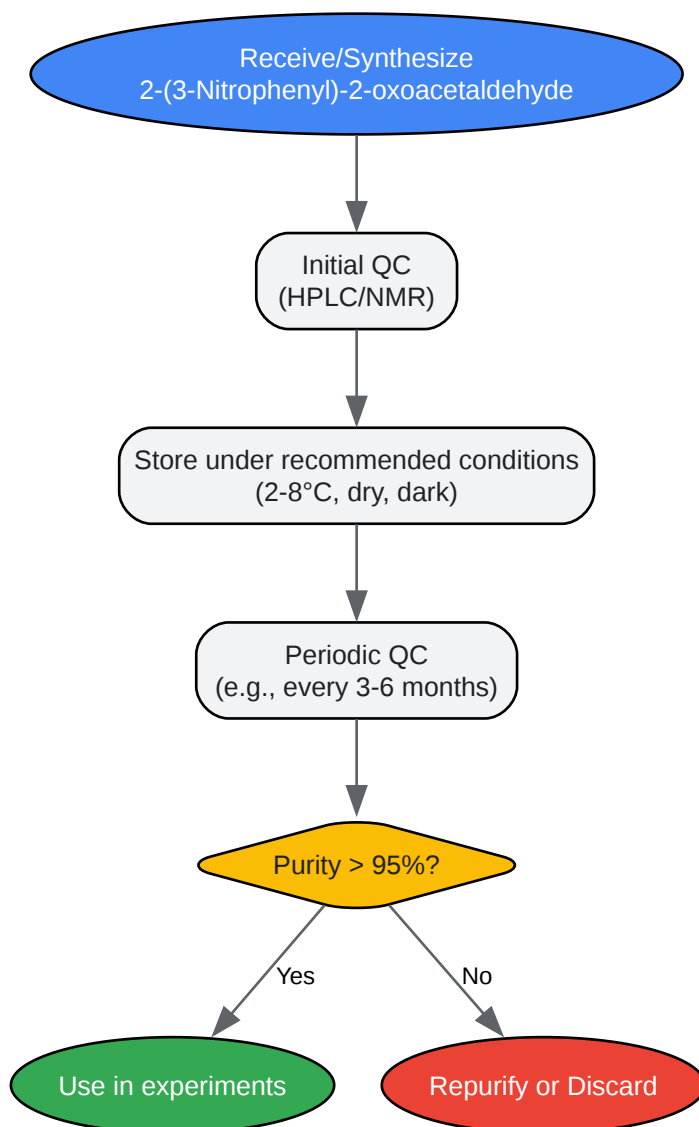 Receive/Synthesize
2-(3-Nitrophenyl)-2-oxoacetaldehyde
Initial QC
(HPLC/NMR)
Store under recommended conditions
(2-8°C, dry, dark)
Periodic QC
(e.g., every 3-6 months)
Purity > 95%?
Yes
No
Use in experiments
Repurify or Discard